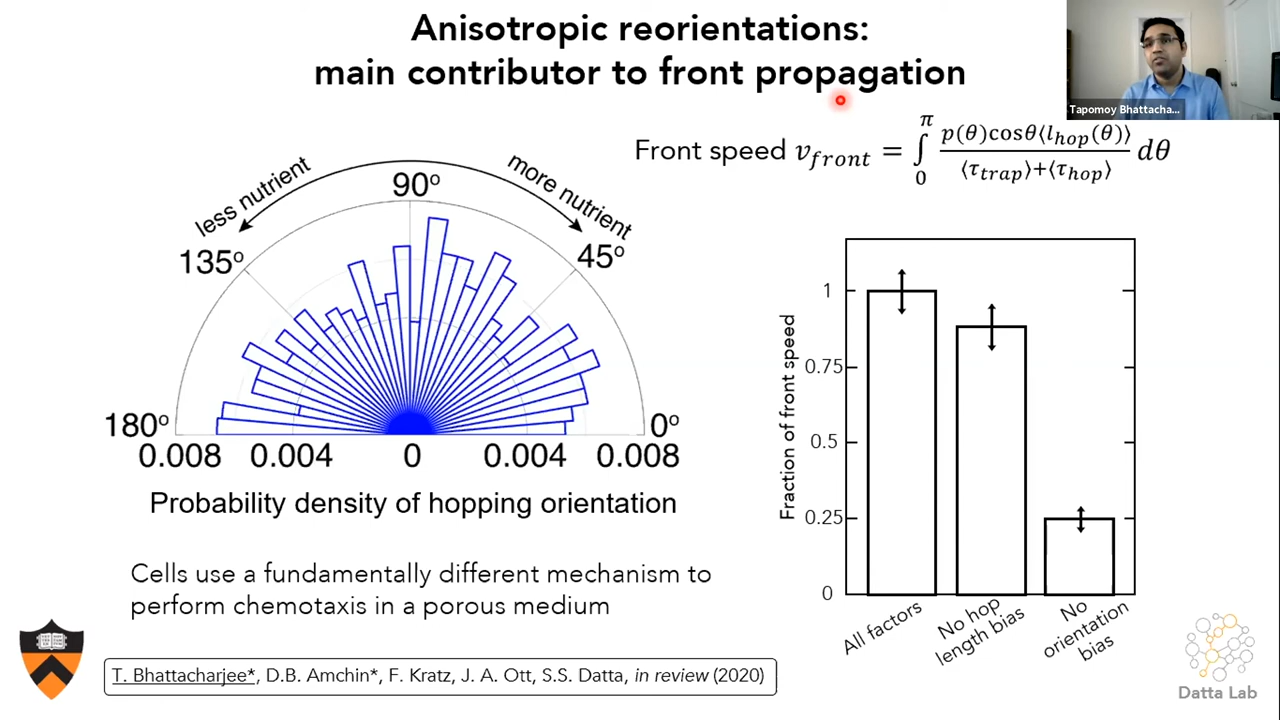 Anisotropic reorientations:
main contributor to front propagation
Tapomoy Bhattacha...
Front speed v_front = ∫₀^π p(θ)cosθ⟨l_hop(θ)⟩ / (⟨τ_trap⟩+⟨τ_hop⟩) dθ
less nutrient
more nutrient
90°
135°
45°
180°
0°
0.008 0.004 0 0.004 0.008
Probability density of hopping orientation
Cells use a fundamentally different mechanism to
perform chemotaxis in a porous medium
T. Bhattacharjee*, D.B. Amchin*, F. Kratz, J. A. Ott, S.S. Datta, in review (2020)
Fraction of front speed
1
0.75
0.5
0.25
0
All factors
No hop
length bias
No
orientation
bias
Datta Lab